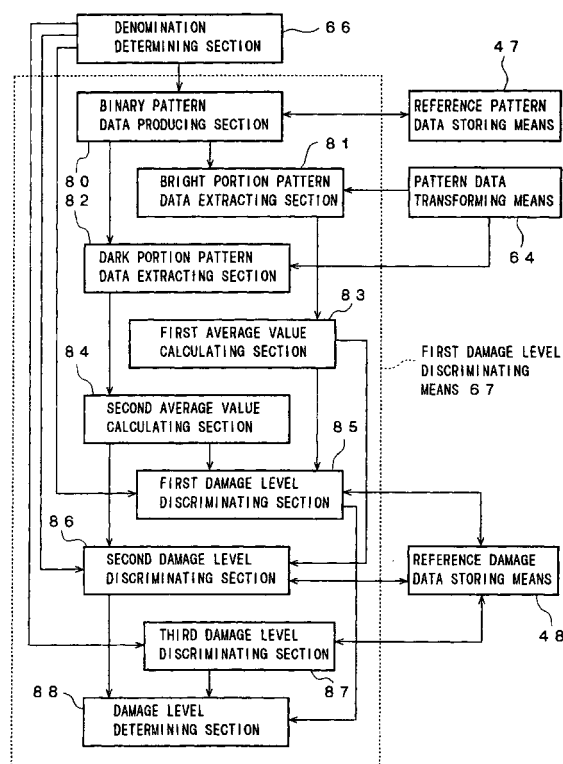 DENOMINATION
DETERMINING SECTION
66
47
BINARY PATTERN
DATA PRODUCING SECTION
REFERENCE PATTERN
DATA STORING MEANS
81
80
82
BRIGHT PORTION PATTERN
DATA EXTRACTING SECTION
PATTERN DATA
TRANSFORMING MEANS
64
DARK PORTION PATTERN
DATA EXTRACTING SECTION
83
FIRST AVERAGE VALUE
CALCULATING SECTION
84
FIRST DAMAGE LEVEL
DISCRIMINATING
MEANS 67
SECOND AVERAGE VALUE
CALCULATING SECTION
85
FIRST DAMAGE LEVEL
DISCRIMINATING SECTION
86
SECOND DAMAGE LEVEL
DISCRIMINATING SECTION
REFERENCE DAMAGE
DATA STORING MEANS
48
THIRD DAMAGE LEVEL
DISCRIMINATING SECTION
87
88
DAMAGE LEVEL
DETERMINING SECTION